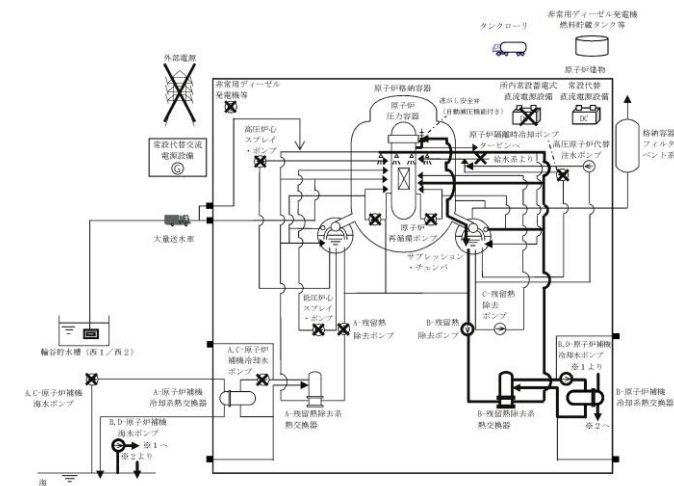 タンクローリ
非常用ディーゼル発電機
燃料貯蔵タンク等
外部電源
常設代替交流
電源設備
G
非常用ディーゼル
発電機等
原子炉格納容器
原子炉
圧力容器
逃がし安全弁
(自動減圧機能付き)
原子炉建物
所内常設蓄電式
直流電源設備
常設代替
直流電源設備
DC
高圧炉心
スプレイ
・ポンプ
原子炉隔離時冷却ポンプ
タービンへ
給水系より
高圧原子炉代替
注水ポンプ
格納容器
フィルタ
ベント系
大量送水車
原子炉
再循環ポンプ
サプレッション
・チェンバ
低圧炉心
スプレイ
・ポンプ
A-残留熱
除去ポンプ
B-残留熱
除去ポンプ
C-残留熱
除去
ポンプ
輪谷貯水槽(西1/西2)
A,C-原子炉
補機冷却水
ポンプ
B,D-原子炉補機
冷却水ポンプ
※1より
A,C-原子炉補機
海水ポンプ
A-原子炉補機
冷却系熱交換器
A-残留熱除去系
熱交換器
B-残留熱除去系
熱交換器
B-原子炉補機
冷却系熱交換器
※2へ
B,D-原子炉補機
海水ポンプ
※1へ
※2より
海